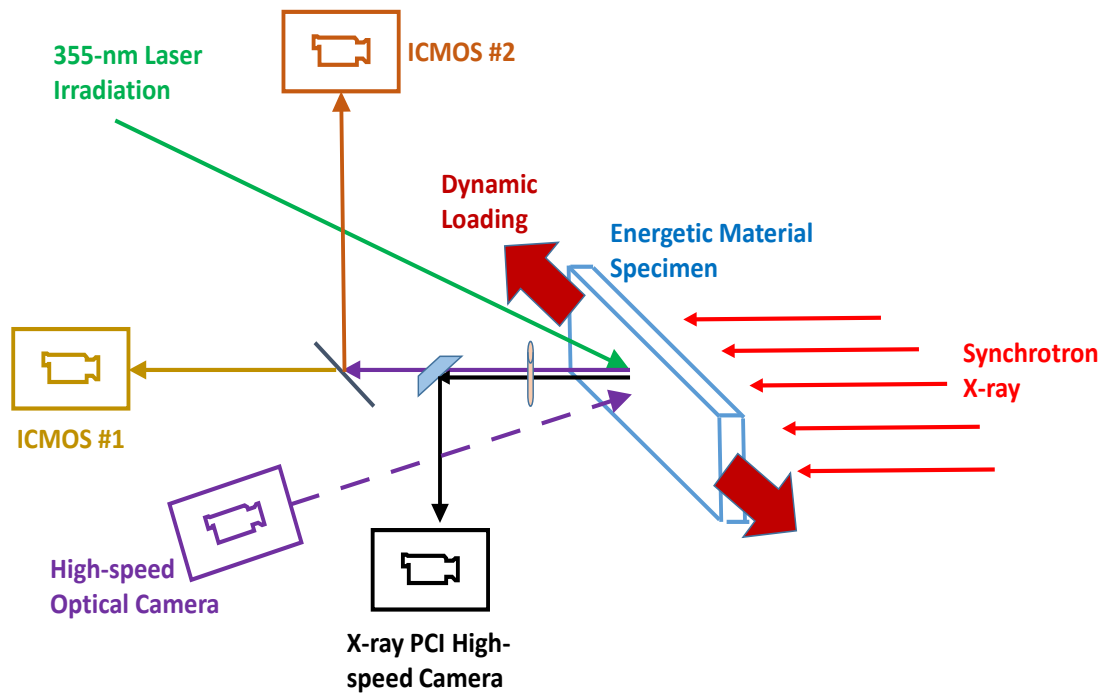 355-nm Laser
Irradiation
ICMOS #2
Dynamic
Loading
Energetic Material
Specimen
Synchrotron
X-ray
ICMOS #1
High-speed
Optical Camera
X-ray PCI High-
speed Camera